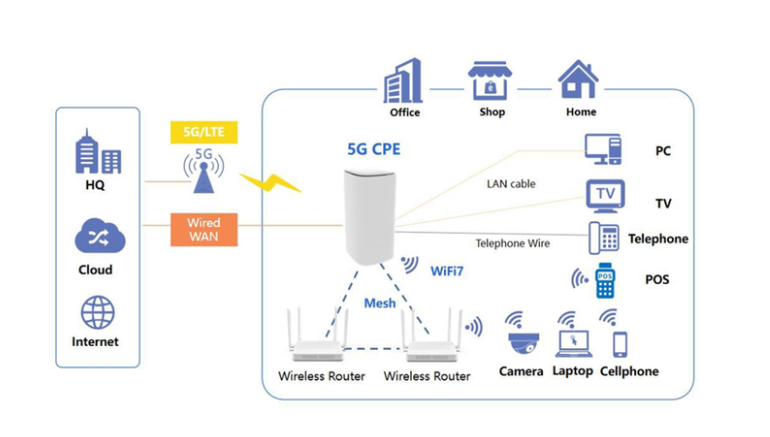 Office
Shop
Home
5G/LTE
5G
HQ
Cloud
Internet
Wired
WAN
5G CPE
LAN cable
Telephone Wire
WiFi7
Mesh
PC
TV
TV
Telephone
POS
POS
Wireless Router
Wireless Router
Camera
Laptop
Cellphone